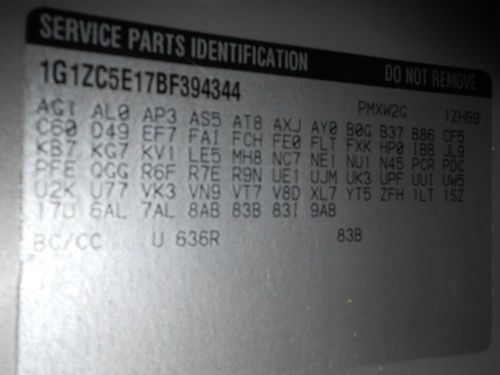 SERVICE PARTS IDENTIFICATION DO NOT REMOVE
1G1ZC5E17BF394344
PMXW2G 1ZH69
AG1 AL0 AP3 AS5 AT8 AXJ AY0 B0G B37 B86 CF5
C60 D49 EF7 FAI FCH FE0 FLT FXK HP0 IB8 JL9
KB7 KG7 KV1 LE5 MH8 NC7 NE1 NU1 N45 PCR PDC
PFE QGG R6F R7E R9N UE1 UJM UK3 UPF UUI UW5
U2K U77 VK3 VN9 VT7 V8D XL7 YT5 ZFH 1LT 1SZ
17U 6AL 7AL 8AB 83B 83I 9AB
BC/CC U 636R 83B